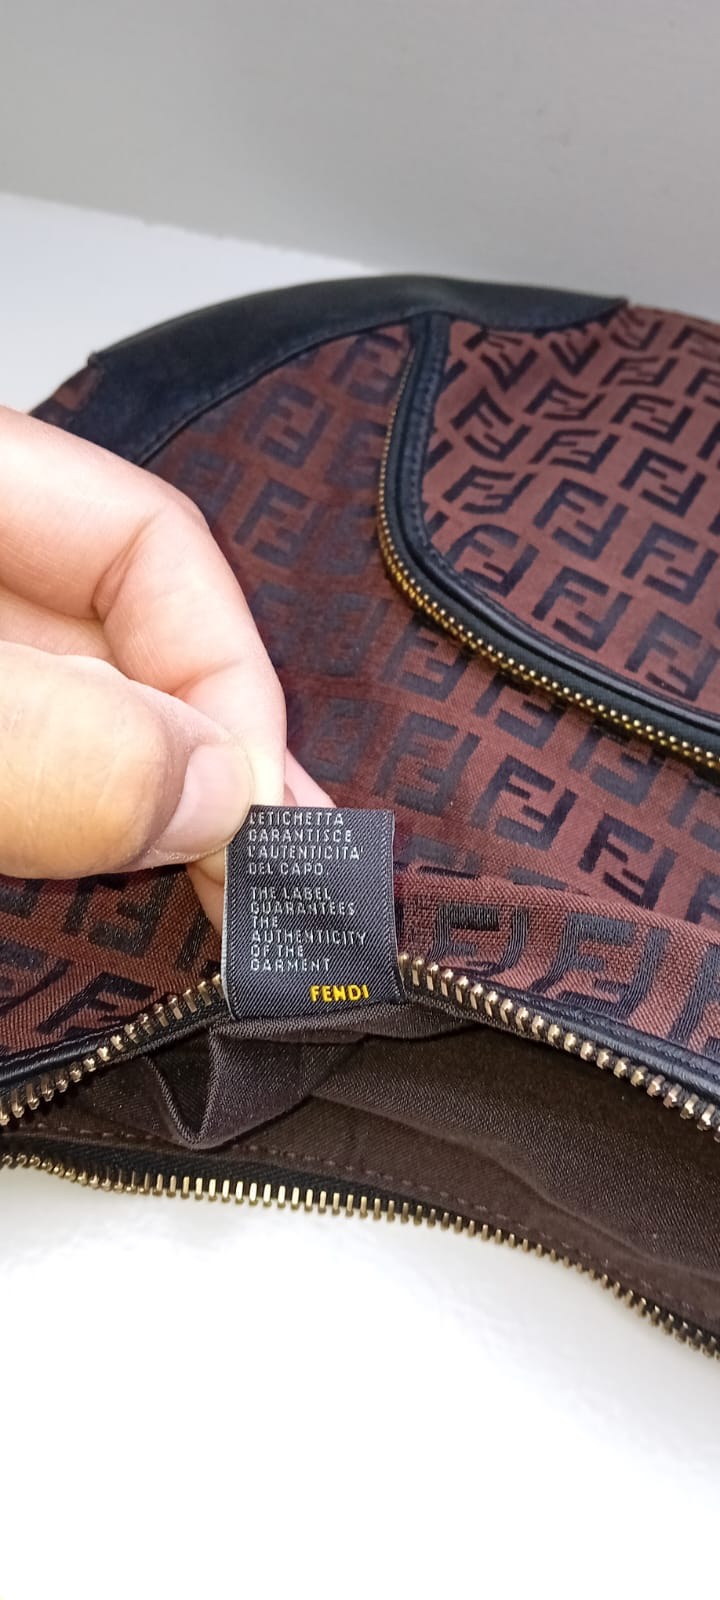 L'ETICHETTA
GARANTISCE
L'AUTENTICITA'
DEL CAPO.
THE LABEL
GUARANTEES
THE
AUTHENTICITY
OF THE
GARMENT
FENDI